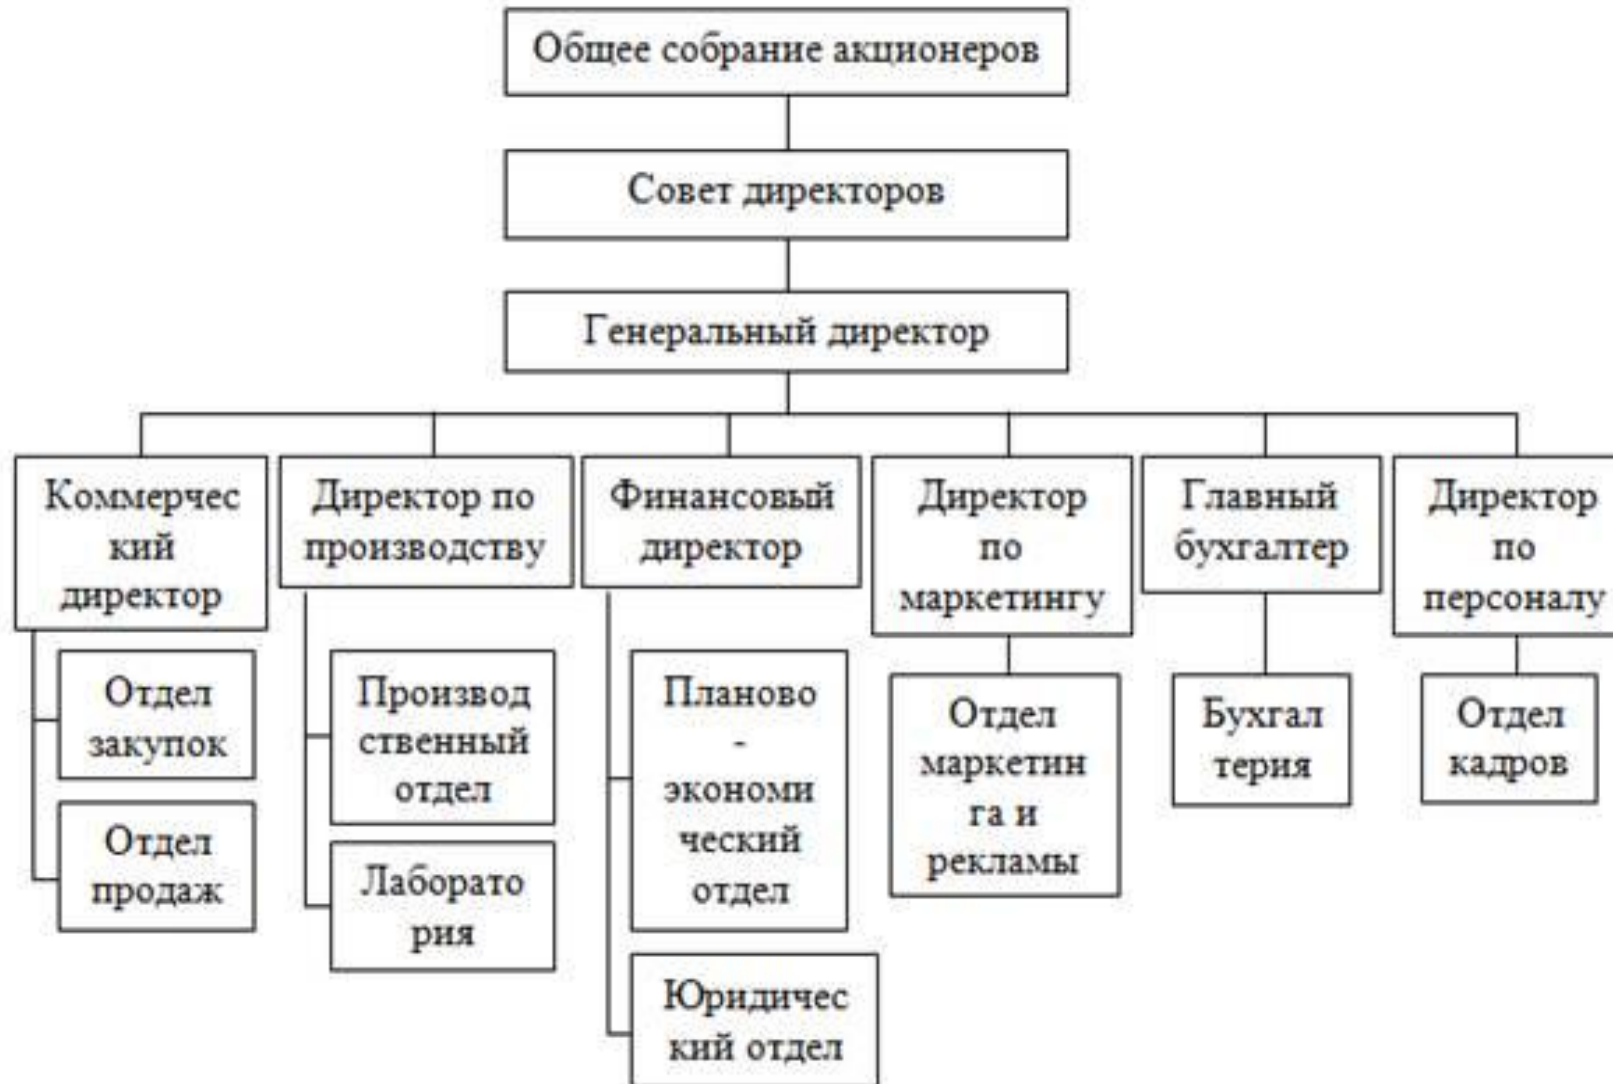 Общее собрание акционеров
Совет директоров
Генеральный директор
Коммерчес
кий
директор
Директор по
производству
Финансовый
директор
Директор
по
маркетингу
Главный
бухгалтер
Директор
по
персоналу
Отдел
закупок
Отдел
продаж
Производ
ственный
отдел
Лаборато
рия
Планово
-
экономи
ческий
отдел
Юридичес
кий отдел
Отдел
маркетин
га и
рекламы
Бухгал
терия
Отдел
кадров